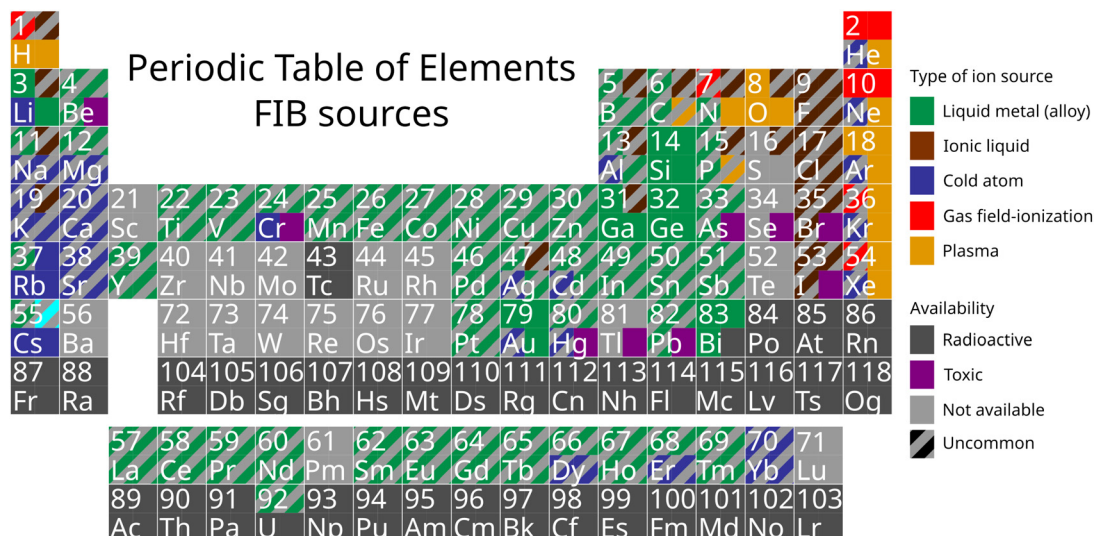 1 2
H He
Periodic Table of Elements
FIB sources
3 4 5 6 7 8 9 10
Li Be B C N O F Ne
11 12 13 14 15 16 17 18
Na Mg Al Si P S Cl Ar
19 20 21 22 23 24 25 26 27 28 29 30 31 32 33 34 35 36
K Ca Sc Ti V Cr Mn Fe Co Ni Cu Zn Ga Ge As Se Br Kr
37 38 39 40 41 42 43 44 45 46 47 48 49 50 51 52 53 54
Rb Sr Y Zr Nb Mo Tc Ru Rh Pd Ag Cd In Sn Sb Te I Xe
55 56 72 73 74 75 76 77 78 79 80 81 82 83 84 85 86
Cs Ba Hf Ta W Re Os Ir Pt Au Hg Tl Pb Bi Po At Rn
87 88 104 105 106 107 108 109 110 111 112 113 114 115 116 117 118
Fr Ra Rf Db Sg Bh Hs Mt Ds Rg Cn Nh Fl Mc Lv Ts Og
57 58 59 60 61 62 63 64 65 66 67 68 69 70 71
La Ce Pr Nd Pm Sm Eu Gd Tb Dy Ho Er Tm Yb Lu
89 90 91 92 93 94 95 96 97 98 99 100 101 102 103
Ac Th Pa U Np Pu Am Cm Bk Cf Es Fm Md No Lr
Type of ion source
Liquid metal (alloy)
Ionic liquid
Cold atom
Gas field-ionization
Plasma
Availability
Radioactive
Toxic
Not available
Uncommon